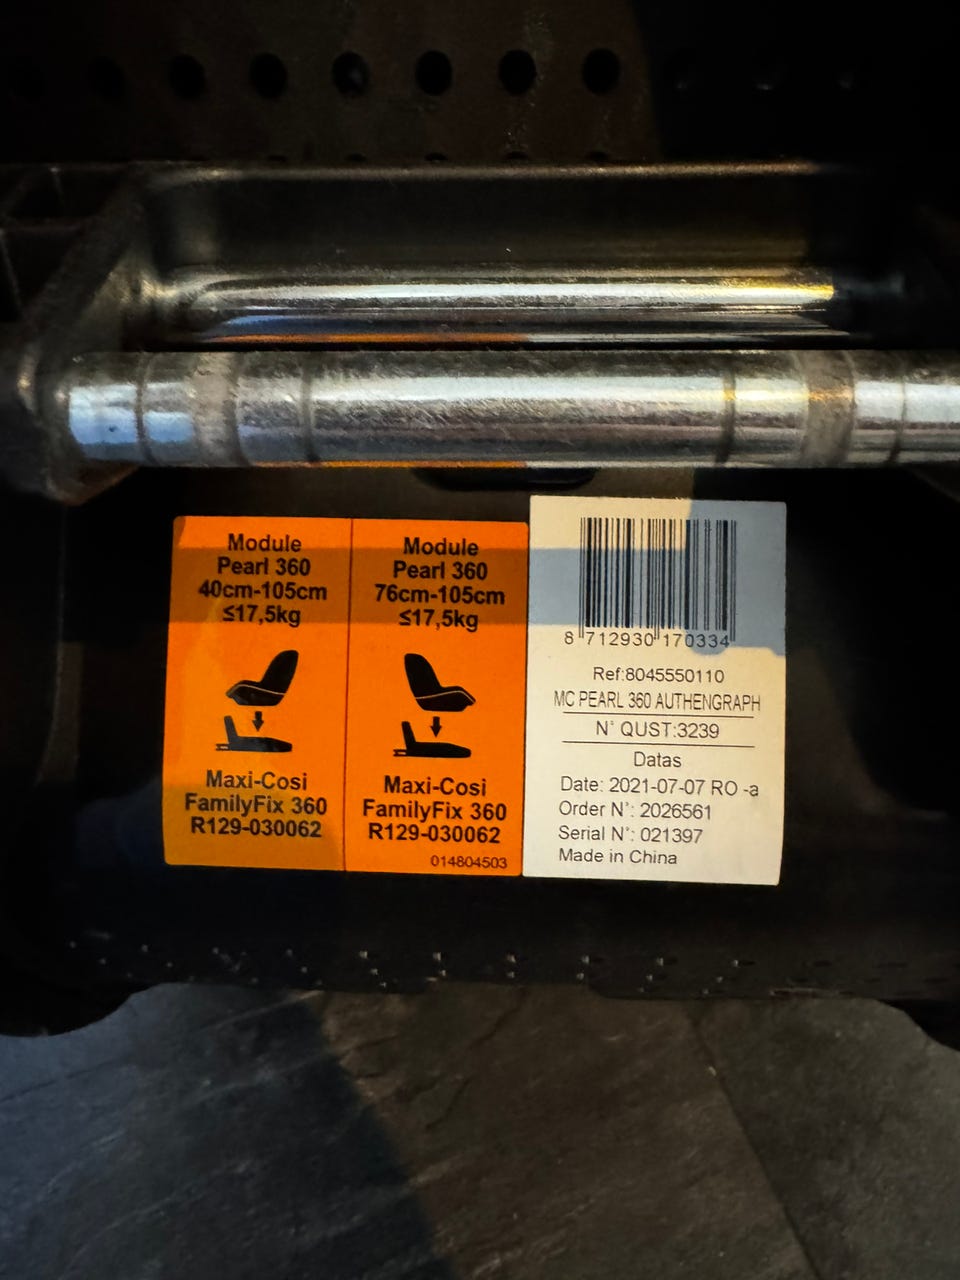 Module
Pearl 360
40cm-105cm
≤17,5kg
Maxi-Cosi
FamilyFix 360
R129-030062
Module
Pearl 360
76cm-105cm
≤17,5kg
Maxi-Cosi
FamilyFix 360
R129-030062
014804503
8 712930 170334
Ref:8045550110
MC PEARL 360 AUTHENGRAPH
N° QUST:3239
Datas
Date: 2021-07-07 RO -a
Order N°: 2026561
Serial N°: 021397
Made in China